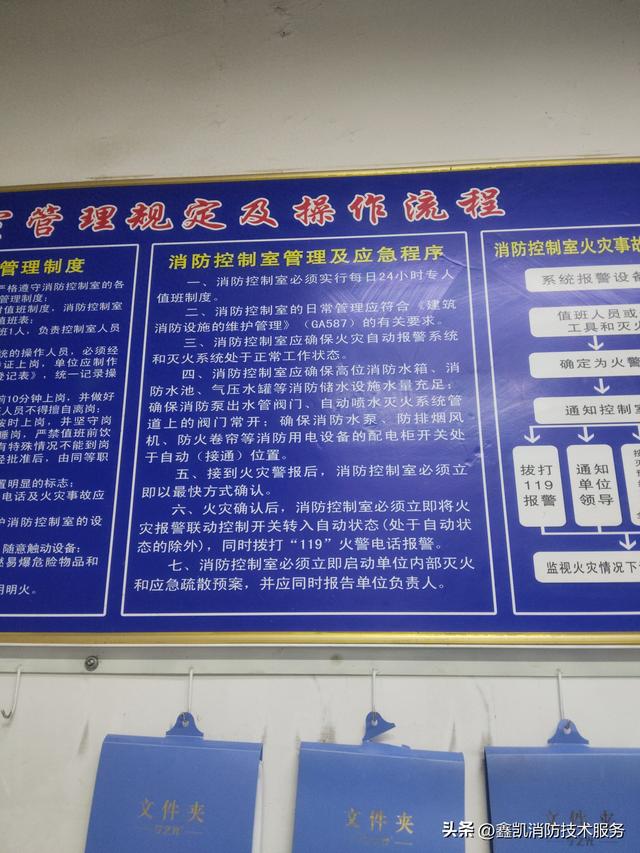 管理规定及操作流程
管理制度
严格遵守消防控制室的各
管理制度:
时值班制度，消防控制室
值班表:
班1人，负责控制室人员
统的操作人员，必须经
证上岗，单位应制作
登记表》，统一记录操
前10分钟上岗，并做好
人员不得擅自离岗;
按时上岗，并坚守岗
睡岗，严禁值班前饮
有特殊情况不能到岗
经批准后，由同等职
置明显的标志:
电话及火灾事故应
护消防控制室的设
随意触动设备:
燃易爆危险物品和
用明火。
消防控制室管理及应急程序
一、消防控制室必须实行每日24小时专人
值班制度。
二、消防控制室的日常管理应符合《建筑
消防设施的维护管理》(GA587)的有关要求。
三、消防控制室应确保火灾自动报警系统
和灭火系统处于正常工作状态。
四、消防控制室应确保高位消防水箱、消
防水池、气压水罐等消防储水设施水量充足:
确保消防泵出水管阀门、自动喷水灭火系统管
道上的阀门常开: 确保消防水泵、防排烟风
机、防火卷帘等消防用电设备的配电柜开关处
于自动 (接通) 位置。
五、接到火灾警报后，消防控制室必须立
即以最快方式确认。
六、火灾确认后，消防控制室必须立即将火
灾报警联动控制开关转入自动状态(处于自动状
态的除外)，同时拨打“119”火警电话报警。
七、消防控制室必须立即启动单位内部灭火
和应急疏散预案，并应同时报告单位负责人。
消防控制室火灾事故
系统报警设备
值班人员或
工具和灭
确定为火警
通知控制室
拨打
119
报警
通知
单位
领导
监视火灾情况下
文件夹
文件夹
文件夹
头条 @鑫凯消防技术服务